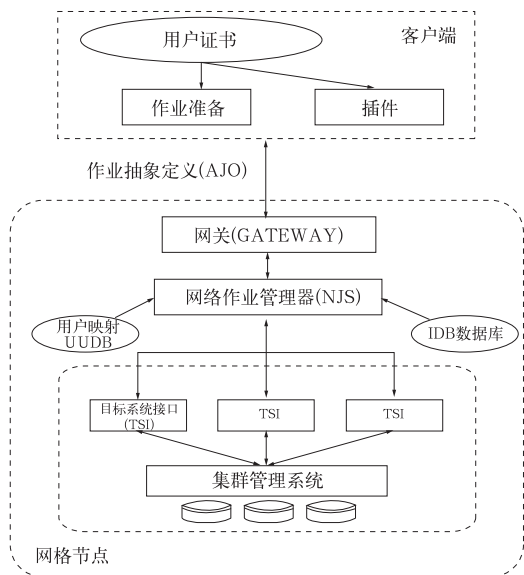 用户证书
客户端
作业准备
插件
作业抽象定义(AJO)
网关(GATEWAY)
网络作业管理器(NJS)
用户映射
UUDB
IDB数据库
目标系统接口
(TSI)
TSI
TSI
集群管理系统
网格节点